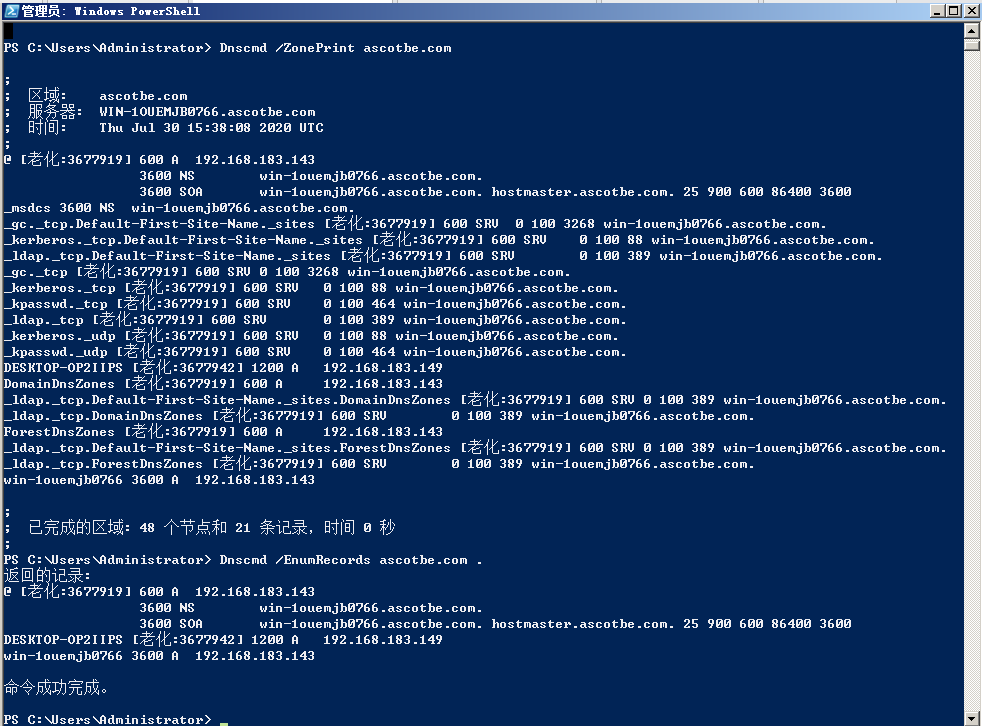 管理员: Windows PowerShell
PS C:\Users\Administrator> Dnscmd /ZonePrint ascotbe.com
;
;  区域:    ascotbe.com
;  服务器:  WIN-1OUEMJB0766.ascotbe.com
;  时间:    Thu Jul 30 15:38:08 2020 UTC
;
@ [老化:3677919] 600 A  192.168.183.143
                 3600 NS        win-1ouemjb0766.ascotbe.com.
                 3600 SOA       win-1ouemjb0766.ascotbe.com. hostmaster.ascotbe.com. 25 900 600 86400 3600
_msdcs 3600 NS  win-1ouemjb0766.ascotbe.com.
_gc._tcp.Default-First-Site-Name._sites [老化:3677919] 600 SRV  0 100 3268 win-1ouemjb0766.ascotbe.com.
_kerberos._tcp.Default-First-Site-Name._sites [老化:3677919] 600 SRV    0 100 88 win-1ouemjb0766.ascotbe.com.
_ldap._tcp.Default-First-Site-Name._sites [老化:3677919] 600 SRV        0 100 389 win-1ouemjb0766.ascotbe.com.
_gc._tcp [老化:3677919] 600 SRV 0 100 3268 win-1ouemjb0766.ascotbe.com.
_kerberos._tcp [老化:3677919] 600 SRV   0 100 88 win-1ouemjb0766.ascotbe.com.
_kpasswd._tcp [老化:3677919] 600 SRV    0 100 464 win-1ouemjb0766.ascotbe.com.
_ldap._tcp [老化:3677919] 600 SRV       0 100 389 win-1ouemjb0766.ascotbe.com.
_kerberos._udp [老化:3677919] 600 SRV   0 100 88 win-1ouemjb0766.ascotbe.com.
_kpasswd._udp [老化:3677919] 600 SRV    0 100 464 win-1ouemjb0766.ascotbe.com.
DESKTOP-OP2IIPS [老化:3677942] 1200 A   192.168.183.149
DomainDnsZones [老化:3677919] 600 A     192.168.183.143
_ldap._tcp.Default-First-Site-Name._sites.DomainDnsZones [老化:3677919] 600 SRV 0 100 389 win-1ouemjb0766.ascotbe.com.
_ldap._tcp.DomainDnsZones [老化:3677919] 600 SRV        0 100 389 win-1ouemjb0766.ascotbe.com.
ForestDnsZones [老化:3677919] 600 A     192.168.183.143
_ldap._tcp.Default-First-Site-Name._sites.ForestDnsZones [老化:3677919] 600 SRV 0 100 389 win-1ouemjb0766.ascotbe.com.
_ldap._tcp.ForestDnsZones [老化:3677919] 600 SRV        0 100 389 win-1ouemjb0766.ascotbe.com.
win-1ouemjb0766 3600 A  192.168.183.143
;
;  已完成的区域: 48 个节点和 21 条记录，时间 0 秒
;
PS C:\Users\Administrator> Dnscmd /EnumRecords ascotbe.com .
返回的记录:
@ [老化:3677919] 600 A  192.168.183.143
                 3600 NS        win-1ouemjb0766.ascotbe.com.
                 3600 SOA       win-1ouemjb0766.ascotbe.com. hostmaster.ascotbe.com. 25 900 600 86400 3600
DESKTOP-OP2IIPS [老化:3677942] 1200 A   192.168.183.149
win-1ouemjb0766 3600 A  192.168.183.143
命令成功完成。
PS C:\Users\Administrator> _